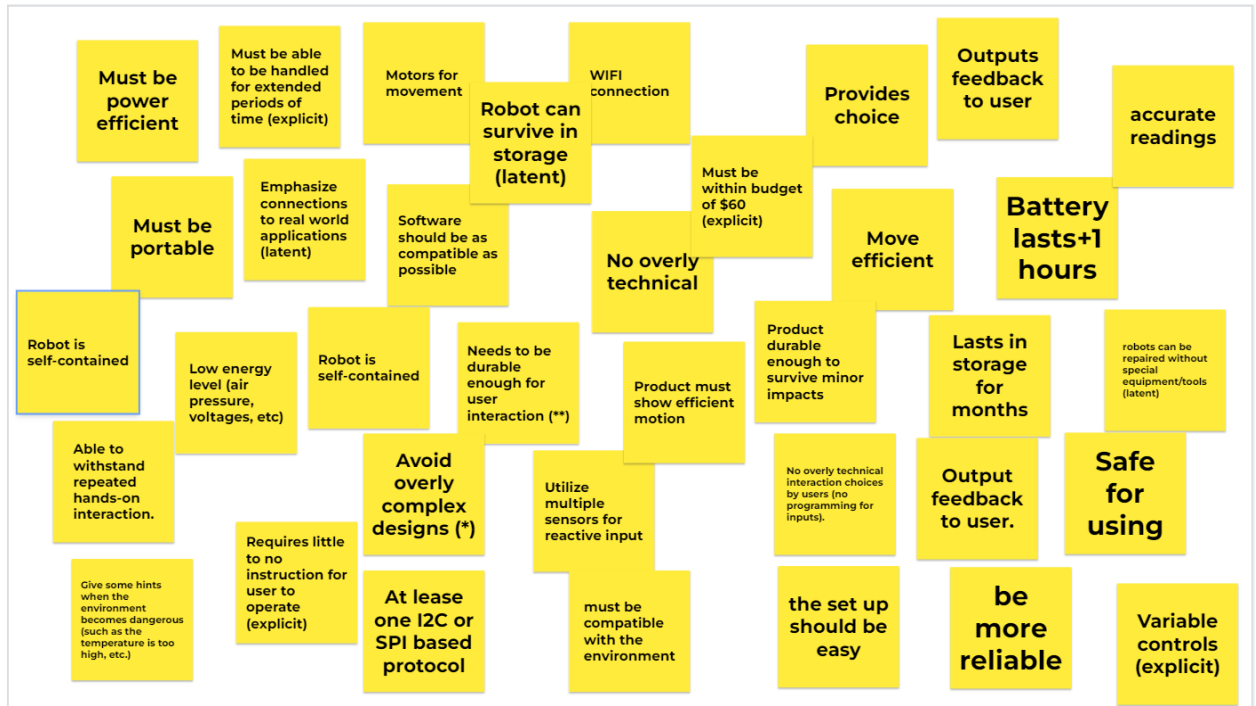 Must be
power
efficient
Must be able
to be handled
for extended
periods of
time (explicit)
Motors for
movement
Robot can
survive in
storage
(latent)
WIFI
connection
Provides
choice
Outputs
feedback
to user
accurate
readings
Must be
portable
Emphasize
connections
to real world
applications
(latent)
Software
should be as
compatible as
possible
No overly
technical
Must be
within budget
of $60
(explicit)
Move
efficient
Battery
lasts+1
hours
Robot is
self-contained
Low energy
level (air
pressure,
voltages, etc)
Robot is
self-contained
Needs to be
durable
enough for
user
interaction (**)
Product must
show efficient
motion
Product
durable
enough to
survive minor
impacts
Lasts in
storage
for
months
robots can be
repaired without
special
equipment/tools
(latent)
Able to
withstand
repeated
hands-on
interaction.
Avoid
overly
complex
designs (*)
Utilize
multiple
sensors for
reactive input
No overly technical
interaction choices
by users (no
programming for
inputs).
Output
feedback
to user.
Safe
for
using
Give some hints
when the
environment
becomes dangerous
(such as the
temperature is too
high, etc.)
Requires little
to no
instruction for
user to
operate
(explicit)
At lease
one I2C or
SPI based
protocol
must be
compatible
with the
environment
the set up
should be
easy
be
more
reliable
Variable
controls
(explicit)